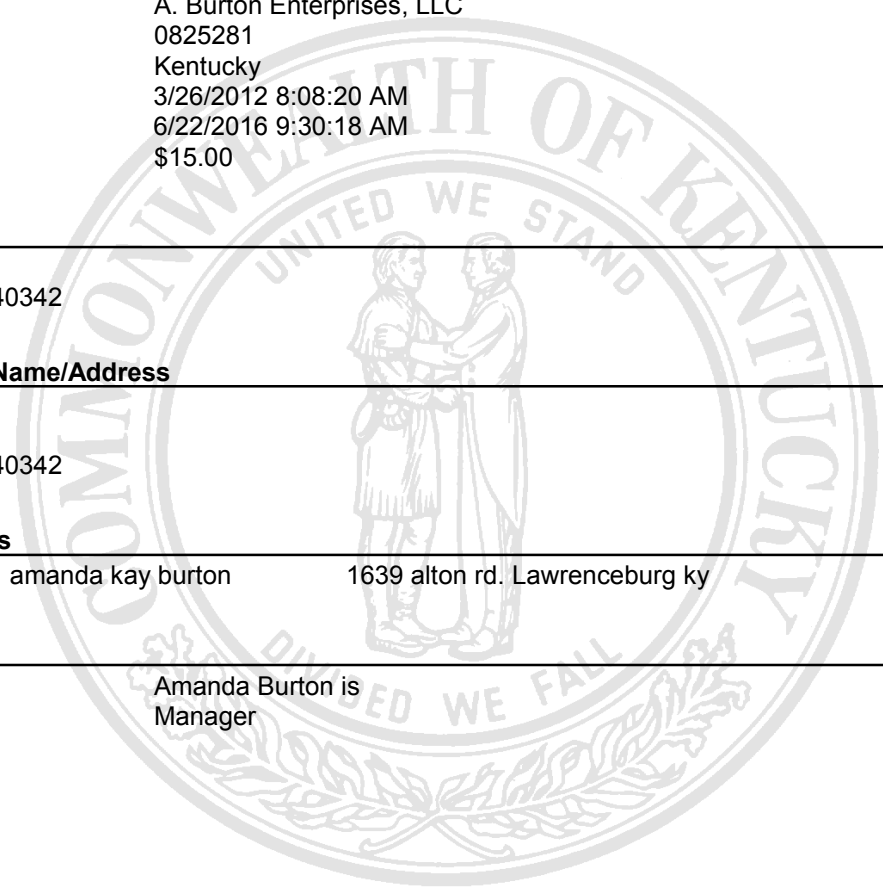 A. Burton Enterprises, LLC
0825281
Kentucky
3/26/2012 8:08:20 AM
6/22/2016 9:30:18 AM
$15.00
COMMONWEALTH OF KENTUCKY
UNITED WE STAND
40342
Name/Address
40342
s
amanda kay burton 1639 alton rd. Lawrenceburg ky
Amanda Burton is
Manager
DIVIDED WE FALL